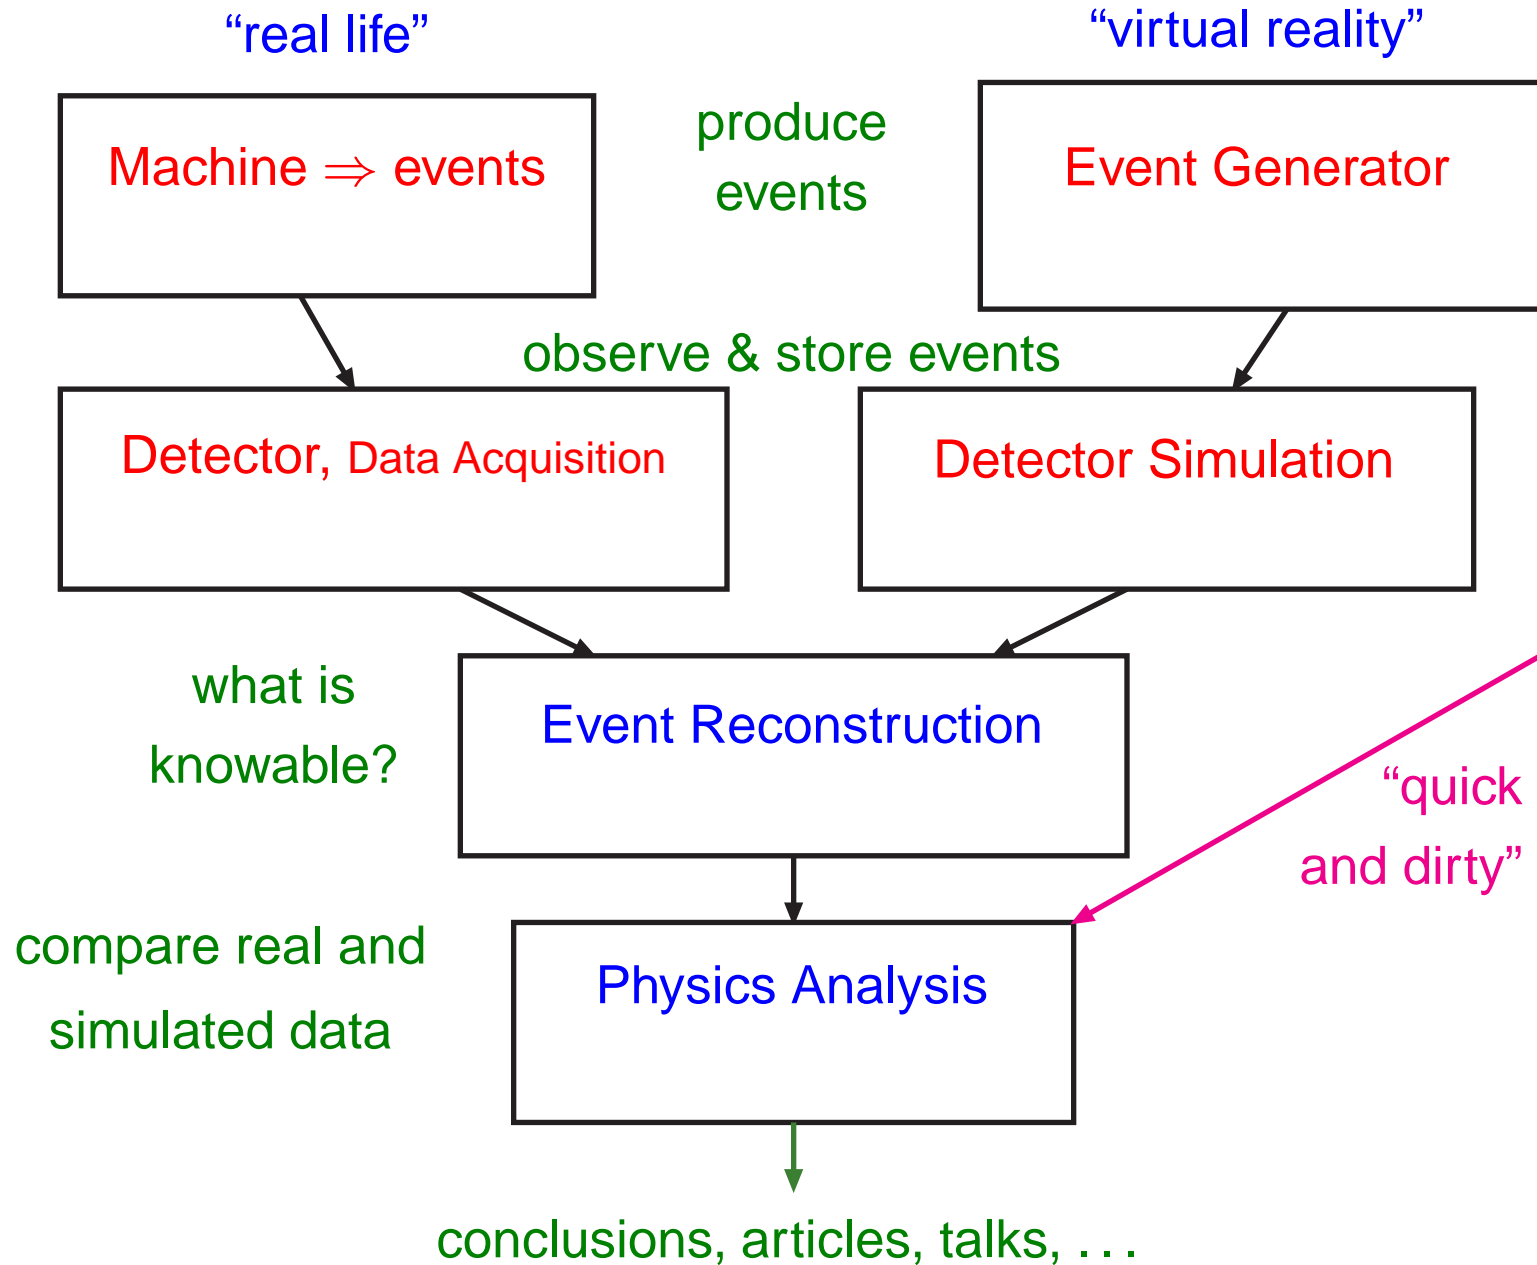 “real life”
“virtual reality”
produce
events
Machine ⇒ events
Event Generator
observe & store events
Detector, Data Acquisition
Detector Simulation
what is
knowable?
Event Reconstruction
“quick
and dirty”
compare real and
simulated data
Physics Analysis
conclusions, articles, talks, . . .